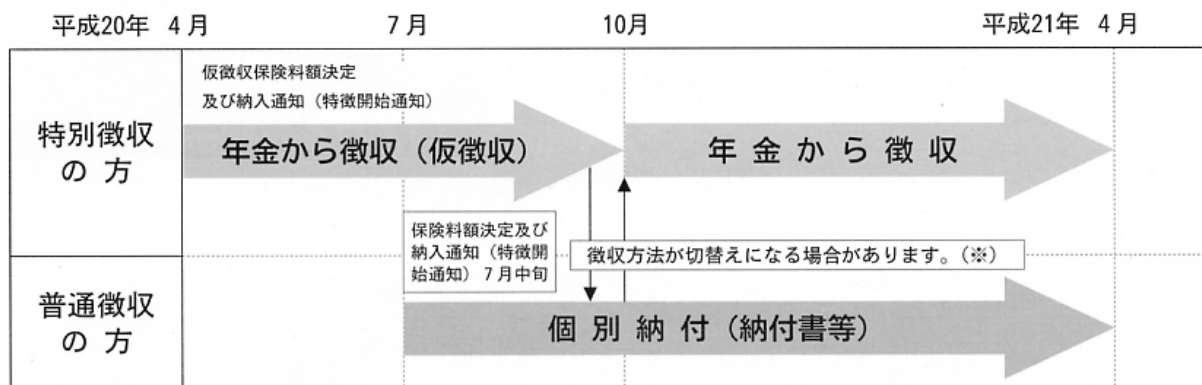 平成20年 4月
7月
10月
平成21年 4月
特別徴収
の 方
仮徴収保険料額決定
及び納入通知（特徴開始通知）
年金から徴収（仮徴収）
年金から徴収
保険料額決定及び
納入通知（特徴開
始通知） 7月中旬
徴収方法が切替えになる場合があります。（※）
普通徴収
の 方
個別納付（納付書等）